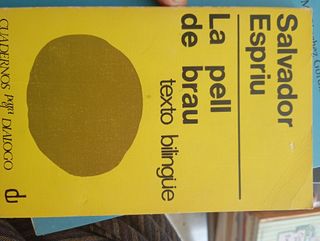 Salvador
Espriu
La pell
de brau
texto bilingüe
CUADERNOS para el DIALOGO